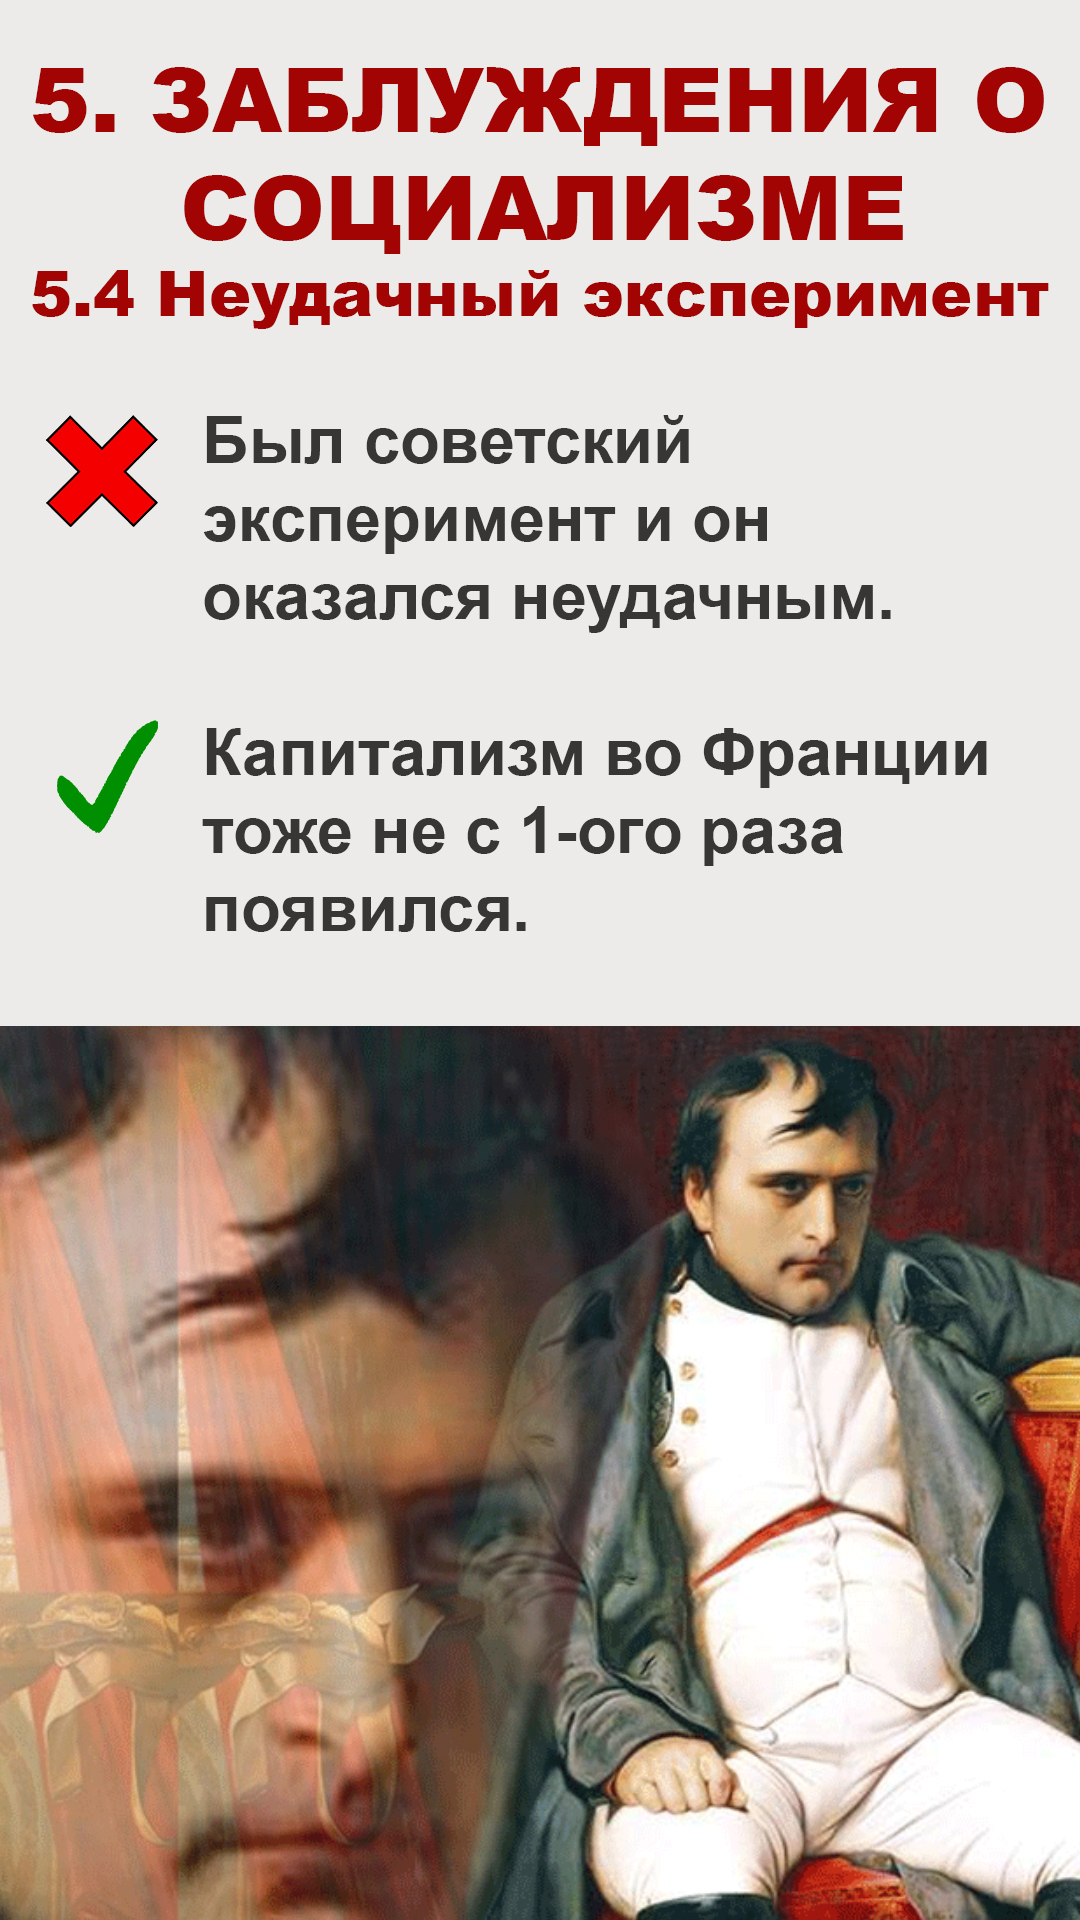 5. ЗАБЛУЖДЕНИЯ О
СОЦИАЛИЗМЕ
5.4 Неудачный эксперимент
Был советский
эксперимент и он
оказался неудачным.
Капитализм во Франции
тоже не с 1-ого раза
появился.